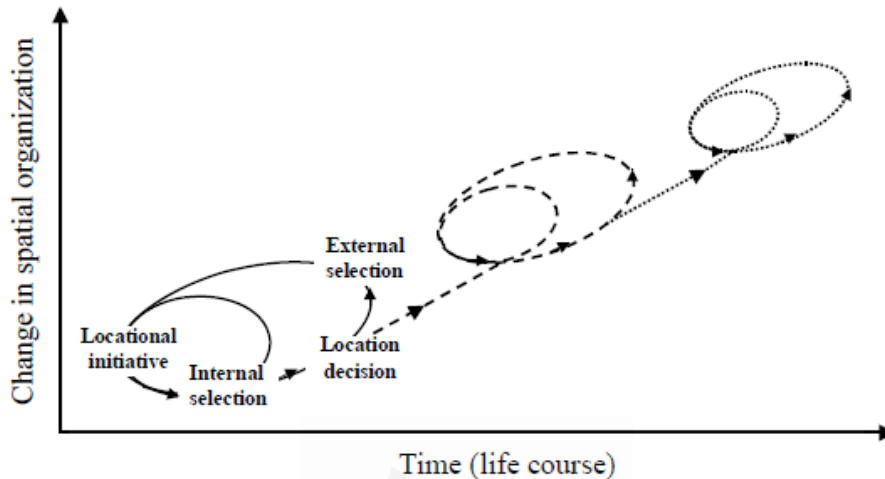 Change in spatial organization
External
selection
Locational
initiative
Internal
selection
Location
decision
Time (life course)